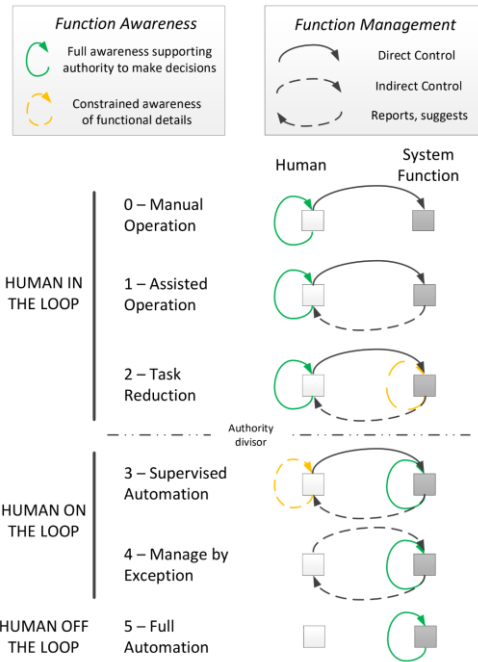 Function Awareness
Full awareness supporting
authority to make decisions
Constrained awareness
of functional details
Function Management
Direct Control
Indirect Control
Reports, suggests
Human
System
Function
HUMAN IN
THE LOOP
0 – Manual
Operation
1 – Assisted
Operation
2 – Task
Reduction
Authority
divisor
HUMAN ON
THE LOOP
3 – Supervised
Automation
4 – Manage by
Exception
HUMAN OFF
THE LOOP
5 – Full
Automation